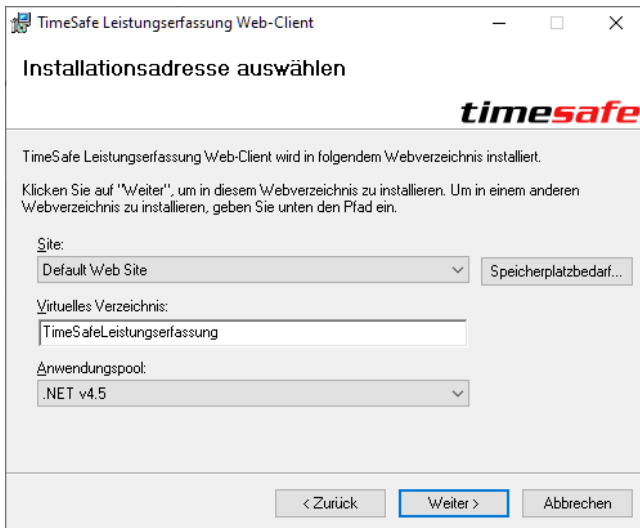 TimeSafe Leistungserfassung Web-Client
Installationsadresse auswählen
timesafe
TimeSafe Leistungserfassung Web-Client wird in folgendem Webverzeichnis installiert.
Klicken Sie auf "Weiter", um in diesem Webverzeichnis zu installieren. Um in einem anderen
Webverzeichnis zu installieren, geben Sie unten den Pfad ein.
Site:
Default Web Site
Speicherplatzbedarf...
Virtuelles Verzeichnis:
TimeSafeLeistungserfassung
Anwendungspool:
.NET v4.5
< Zurück
Weiter >
Abbrechen